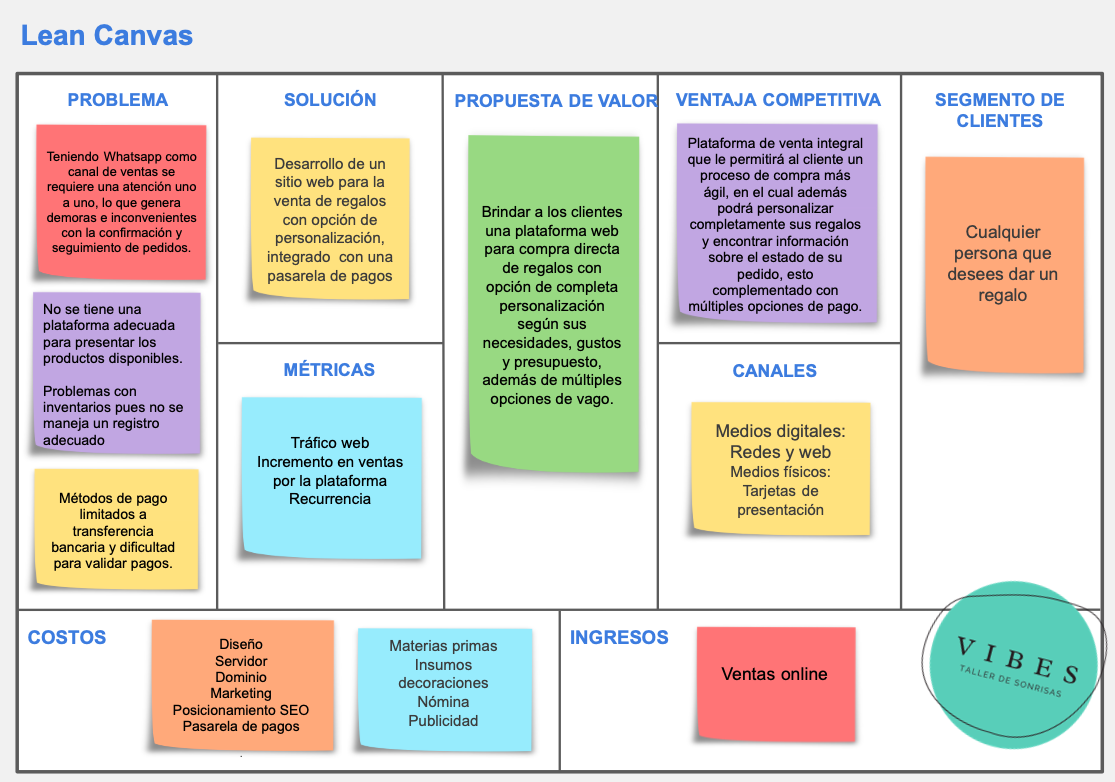 Lean Canvas
PROBLEMA
Teniendo Whatsapp como
canal de ventas se
requiere una atención uno
a uno, lo que genera
demoras e inconvenientes
con la confirmación y
seguimiento de pedidos.
No se tiene una
plataforma adecuada
para presentar los
productos disponibles.
Problemas con
inventarios pues no se
maneja un registro
adecuado
Métodos de pago
limitados a
transferencia
bancaria y dificultad
para validar pagos.
SOLUCIÓN
Desarrollo de un
sitio web para la
venta de regalos
con opción de
personalización,
integrado con una
pasarela de pagos
MÉTRICAS
Tráfico web
Incremento en ventas
por la plataforma
Recurrencia
PROPUESTA DE VALOR
Brindar a los clientes
una plataforma web
para compra directa
de regalos con
opción de completa
personalización
según sus
necesidades, gustos
y presupuesto,
además de múltiples
opciones de vago.
VENTAJA COMPETITIVA
Plataforma de venta integral
que le permitirá al cliente un
proceso de compra más
ágil, en el cual además
podrá personalizar
completamente sus regalos
y encontrar información
sobre el estado de su
pedido, esto
complementado con
múltiples opciones de pago.
CANALES
Medios digitales:
Redes y web
Medios físicos:
Tarjetas de
presentación
SEGMENTO DE
CLIENTES
Cualquier
persona que
desees dar un
regalo
COSTOS
Diseño
Servidor
Dominio
Marketing
Posicionamiento SEO
Pasarela de pagos
Materias primas
Insumos
decoraciones
Nómina
Publicidad
INGRESOS
Ventas online
VIBES
TALLER DE SONRISAS